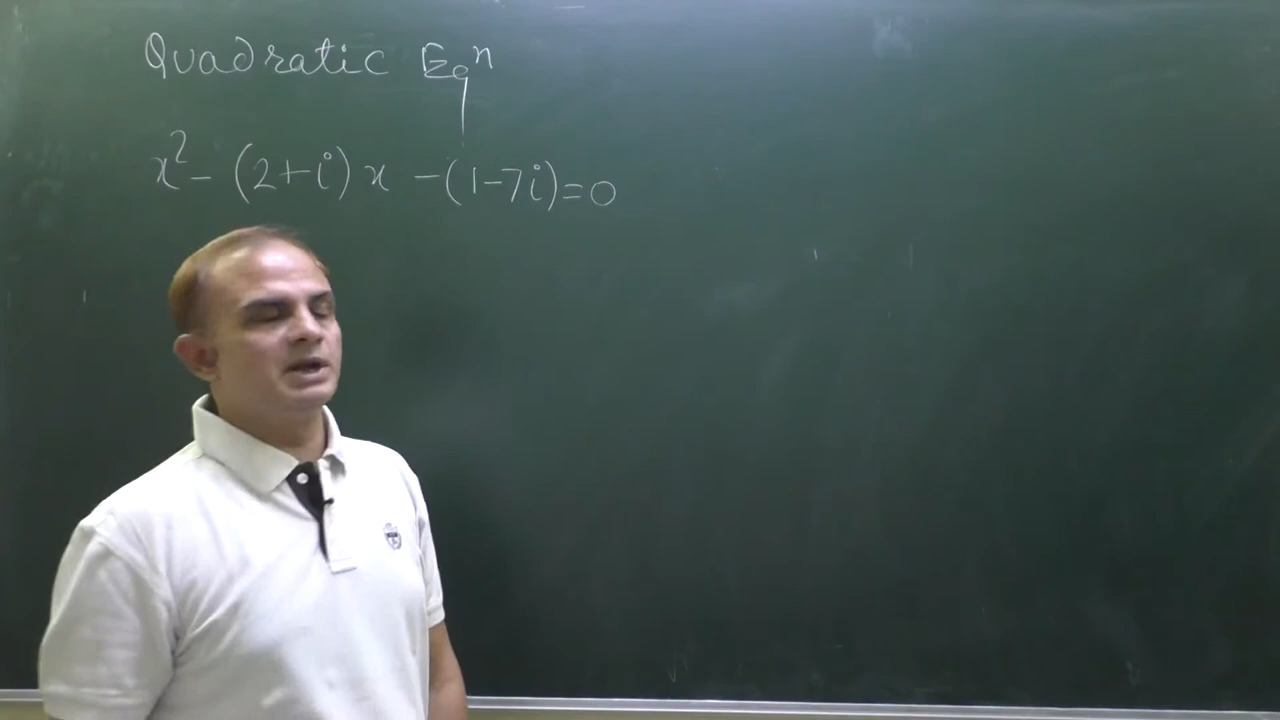 Quadratic Eqⁿ
x² - (2+i) x - (1-7i) = 0